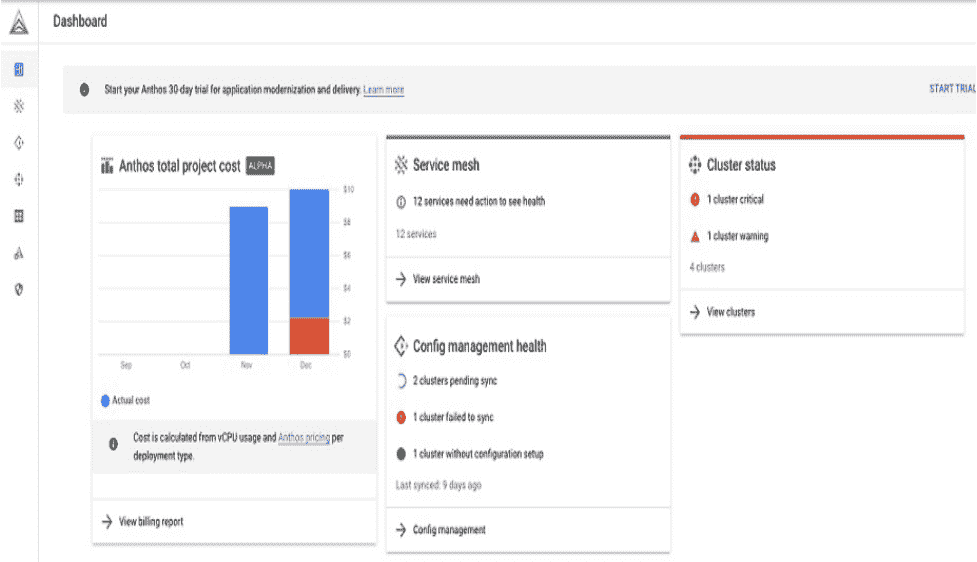 Dashboard
Start your Anthos 30-day trial for application modernization and delivery. Learn more
START TRIAL
Anthos total project cost ALPHA
$10
$8
$6
$4
$2
$0
Sep Oct Nov Dec
Actual cost
Cost is calculated from vCPU usage and Anthos pricing per
deployment type.
View billing report
Service mesh
12 services need action to see health
12 services
View service mesh
Config management health
2 clusters pending sync
1 cluster failed to sync
1 cluster without configuration setup
Last synced: 9 days ago
Config management
Cluster status
1 cluster critical
1 cluster warning
4 clusters
View clusters